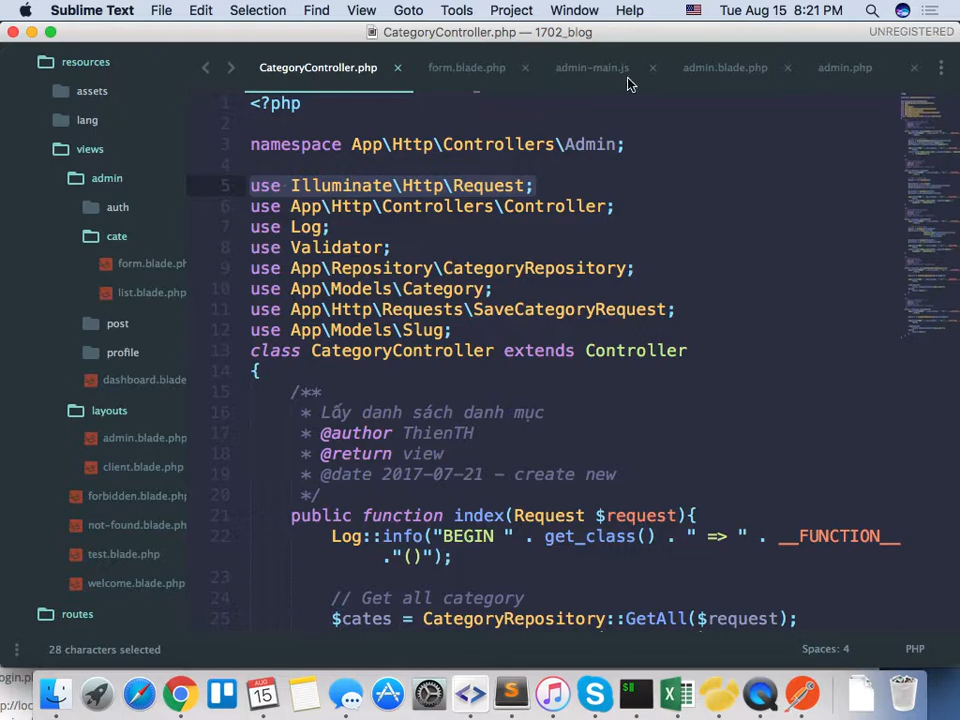 Sublime Text File Edit Selection Find View Goto Tools Project Window Help Tue Aug 15 8:21 PM
CategoryController.php — 1702_blog UNREGISTERED
resources
assets
lang
views
admin
auth
cate
form.blade.ph
list.blade.php
post
profile
dashboard.blade
layouts
admin.blade.php
client.blade.php
forbidden.blade.php
not-found.blade.php
test.blade.php
welcome.blade.php
routes
CategoryController.php form.blade.php admin-main.js admin.blade.php admin.php
1 <?php
2
3 namespace App\Http\Controllers\Admin;
4
5 use Illuminate\Http\Request;
6 use App\Http\Controllers\Controller;
7 use Log;
8 use Validator;
9 use App\Repository\CategoryRepository;
10 use App\Models\Category;
11 use App\Http\Requests\SaveCategoryRequest;
12 use App\Models\Slug;
13 class CategoryController extends Controller
14 {
15 /**
16 * Lấy danh sách danh mục
17 * @author ThienTH
18 * @return view
19 * @date 2017-07-21 - create new
20 */
21 public function index(Request $request){
22 Log::info("BEGIN " . get_class() . " => " . __FUNCTION__
."()");
23
24 // Get all category
25 $cates = CategoryRepository::GetAll($request);
28 characters selected Spaces: 4 PHP
AUG
15